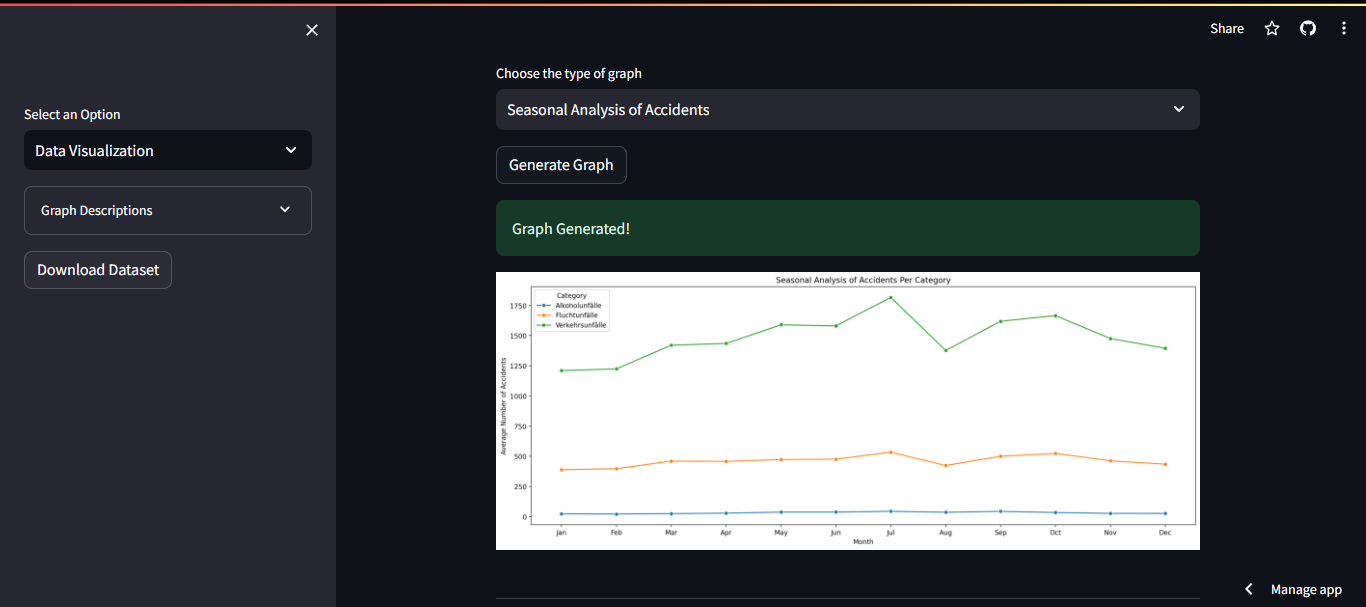 Share
Select an Option
Data Visualization
Graph Descriptions
Download Dataset
Choose the type of graph
Seasonal Analysis of Accidents
Generate Graph
Graph Generated!
Seasonal Analysis of Accidents Per Category
Category
Alkoholunfälle
Fluchtunfälle
Verkehrsunfälle
Average Number of Accidents
1750
1500
1250
1000
750
500
250
0
Jan Feb Mar Apr May Jun Jul Aug Sep Oct Nov Dec
Month
Manage app